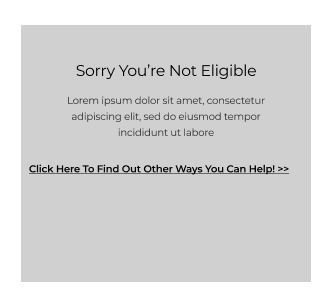 Sorry You're Not Eligible
Lorem ipsum dolor sit amet, consectetur
adipiscing elit, sed do eiusmod tempor
incididunt ut labore
Click Here To Find Out Other Ways You Can Help! >>